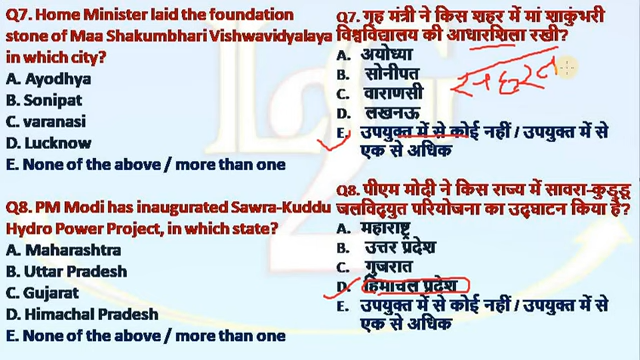 Q7. Home Minister laid the foundation
stone of Maa Shakumbhari Vishwavidyalaya
in which city?
A. Ayodhya
B. Sonipat
C. varanasi
D. Lucknow
E. None of the above / more than one
Q8. PM Modi has inaugurated Sawra-Kuddu
Hydro Power Project, in which state?
A. Maharashtra
B. Uttar Pradesh
C. Gujarat
D. Himachal Pradesh
E. None of the above / more than one
Q7. गृह मंत्री ने किस शहर में मां शाकुंभरी
विश्वविद्यालय की आधारशिला रखी?
A. अयोध्या
B. सोनीपत
C. वाराणसी
D. लखनऊ
E. उपयुक्त में से कोई नहीं / उपयुक्त में से
एक से अधिक
Q8. पीएम मोदी ने किस राज्य में सावरा-कुड्डू
जलविद्युत परियोजना का उद्घाटन किया है?
A. महाराष्ट्र
B. उत्तर प्रदेश
C. गुजरात
D. हिमाचल प्रदेश
E. उपयुक्त में से कोई नहीं / उपयुक्त में से
एक से अधिक